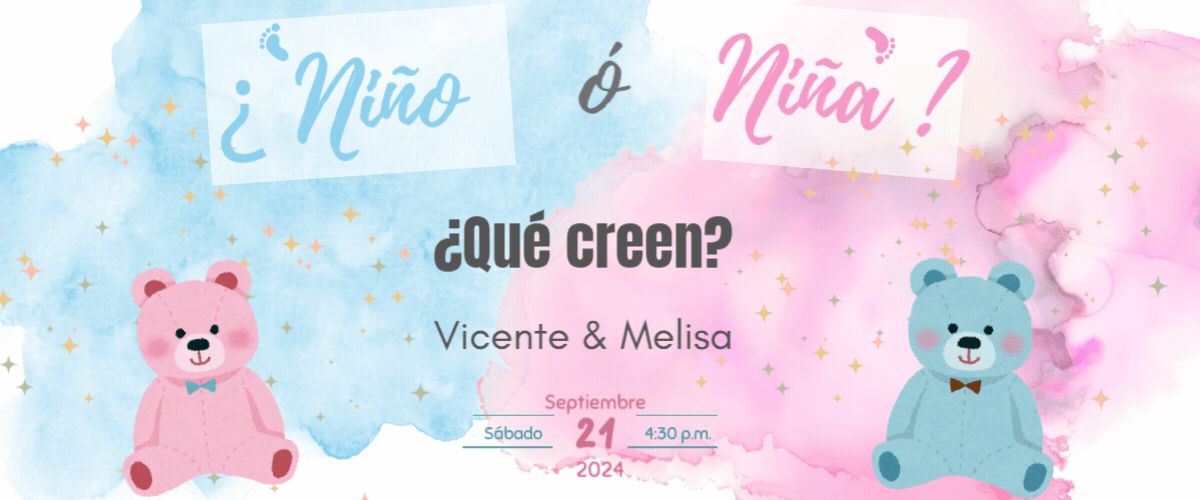 ¿ Niño ó Niña ?
¿Qué creen?
Vicente & Melisa
Septiembre
Sábado 21 4:30 p.m.
2024